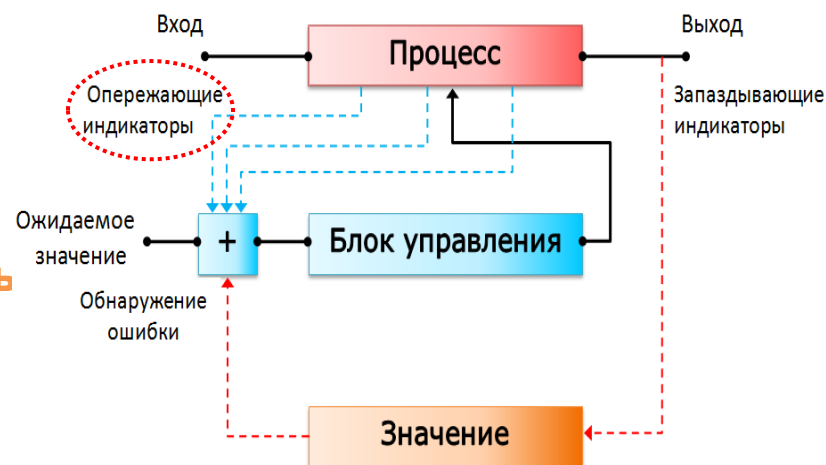 Вход
Процесс
Выход
Опережающие
индикаторы
Запаздывающие
индикаторы
Ожидаемое
значение
+
Блок управления
ь
Обнаружение
ошибки
Значение